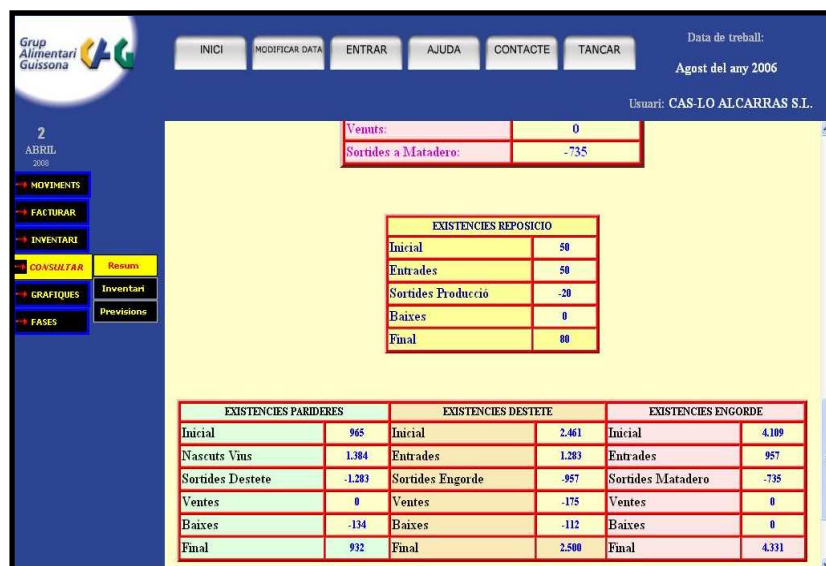 Grup
Alimentari
Guissona
CAG
INICI
MODIFICAR DATA
ENTRAR
AJUDA
CONTACTE
TANCAR
Data de treball:
Agost del any 2006
Usuari: CAS-LO ALCARRAS S.L.
2
ABRIL
2008
MOVIMENTS
FACTURAR
INVENTARI
CONSULTAR
GRAFIQUES
FASES
Resum
Inventari
Previsions
Venuts: 0
Sortides a Matadero: -735
EXISTENCIES REPOSICIO
Inicial 50
Entrades 50
Sortides Producció -20
Baixes 0
Final 80
EXISTENCIES PARIDERES EXISTENCIES DESTETE EXISTENCIES ENGORDE
Inicial 965 Inicial 2.461 Inicial 4.109
Nascuts Vius 1.384 Entrades 1.283 Entrades 957
Sortides Destete -1.283 Sortides Engorde -957 Sortides Matadero -735
Ventes 0 Ventes -175 Ventes 0
Baixes -134 Baixes -112 Baixes 0
Final 932 Final 2.500 Final 4.331